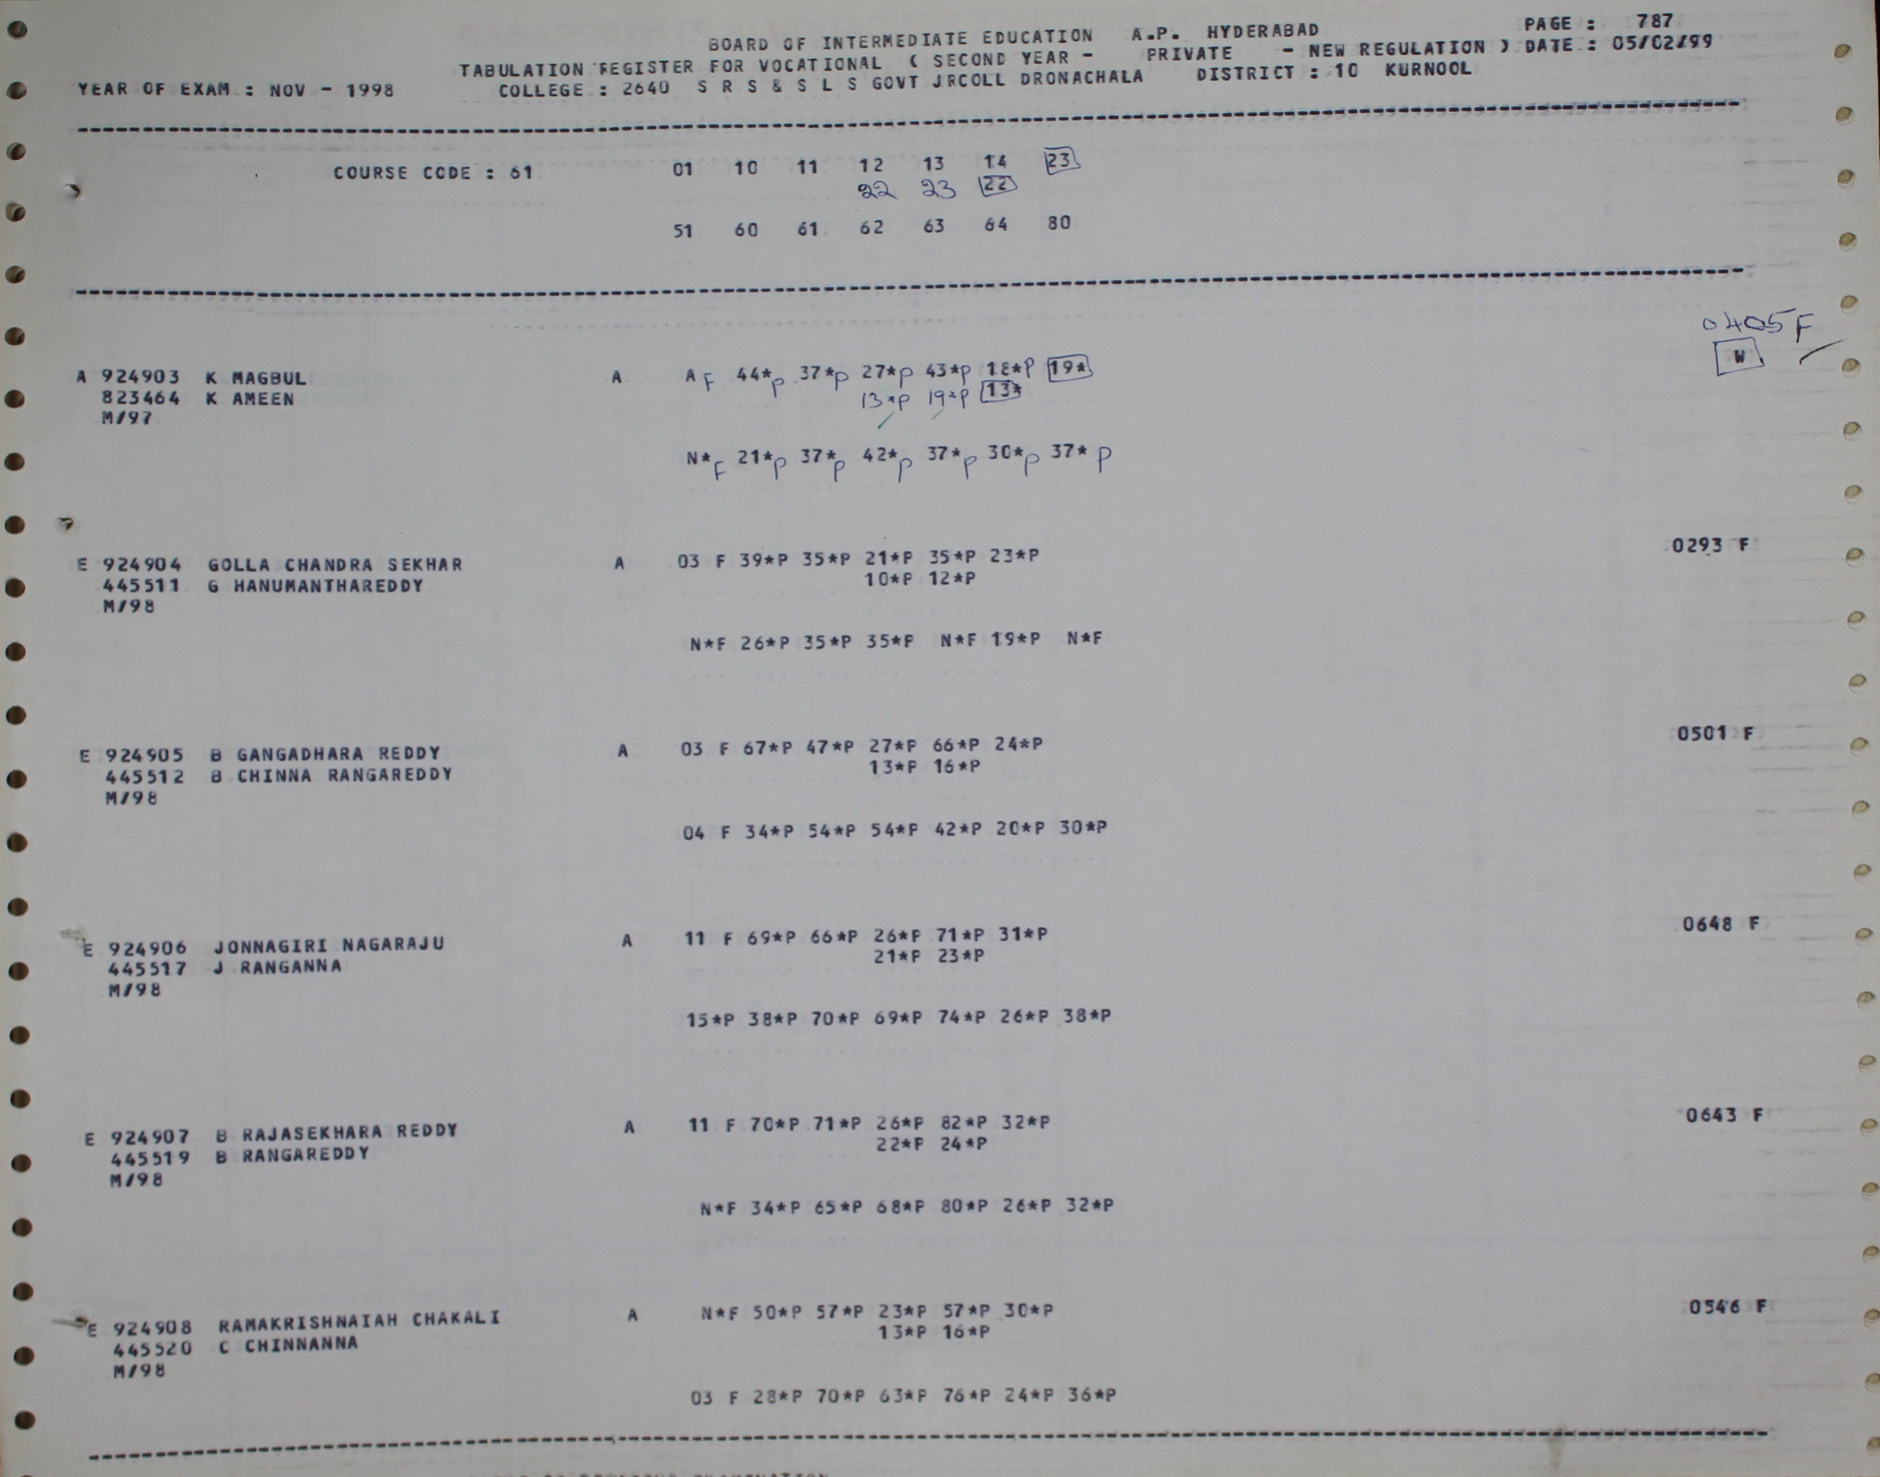 BOARD OF INTERMEDIATE EDUCATION A.P. HYDERABAD PAGE : 787
TABULATION REGISTER FOR VOCATIONAL ( SECOND YEAR - PRIVATE - NEW REGULATION ) DATE : 05/02/99
YEAR OF EXAM : NOV - 1998 COLLEGE : 2640 S R S & S L S GOVT JRCOLL DRONACHALA DISTRICT : 10 KURNOOL
COURSE CODE : 61 01 10 11 12 13 14 23
22 23 22
51 60 61 62 63 64 80
0405 F
W
A 924903 K MAGBUL A A F 44*P 37*P 27*P 43*P 18*P 19*
823464 K AMEEN 13*P 19*P 13*
M/97
N*F 21*P 37*P 42*P 37*P 30*P 37*P
E 924904 GOLLA CHANDRA SEKHAR A 03 F 39*P 35*P 21*P 35*P 23*P 0293 F
445511 G HANUMANTHAREDDY 10*P 12*P
M/98
N*F 26*P 35*P 35*P N*F 19*P N*F
E 924905 B GANGADHARA REDDY A 03 F 67*P 47*P 27*P 66*P 24*P 0501 F
445512 B CHINNA RANGAREDDY 13*P 16*P
M/98
04 F 34*P 54*P 54*P 42*P 20*P 30*P
E 924906 JONNAGIRI NAGARAJU A 11 F 69*P 66*P 26*P 71*P 31*P 0648 F
445517 J RANGANNA 21*P 23*P
M/98
15*P 38*P 70*P 69*P 74*P 26*P 38*P
E 924907 B RAJASEKHARA REDDY A 11 F 70*P 71*P 26*P 82*P 32*P 0643 F
445519 B RANGAREDDY 22*P 24*P
M/98
N*F 34*P 65*P 68*P 80*P 26*P 32*P
E 924908 RAMAKRISHNAIAH CHAKALI A N*F 50*P 57*P 23*P 57*P 30*P 0546 F
445520 C CHINNANNA 13*P 16*P
M/98
03 F 28*P 70*P 63*P 76*P 24*P 36*P